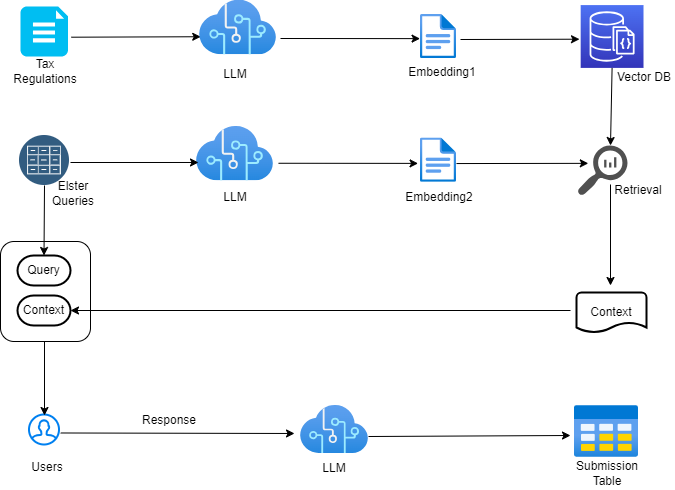 Tax
Regulations
LLM
Embedding1
Vector DB
Elster
Queries
LLM
Embedding2
Retrieval
Query
Context
Context
Users
Response
LLM
Submission
Table